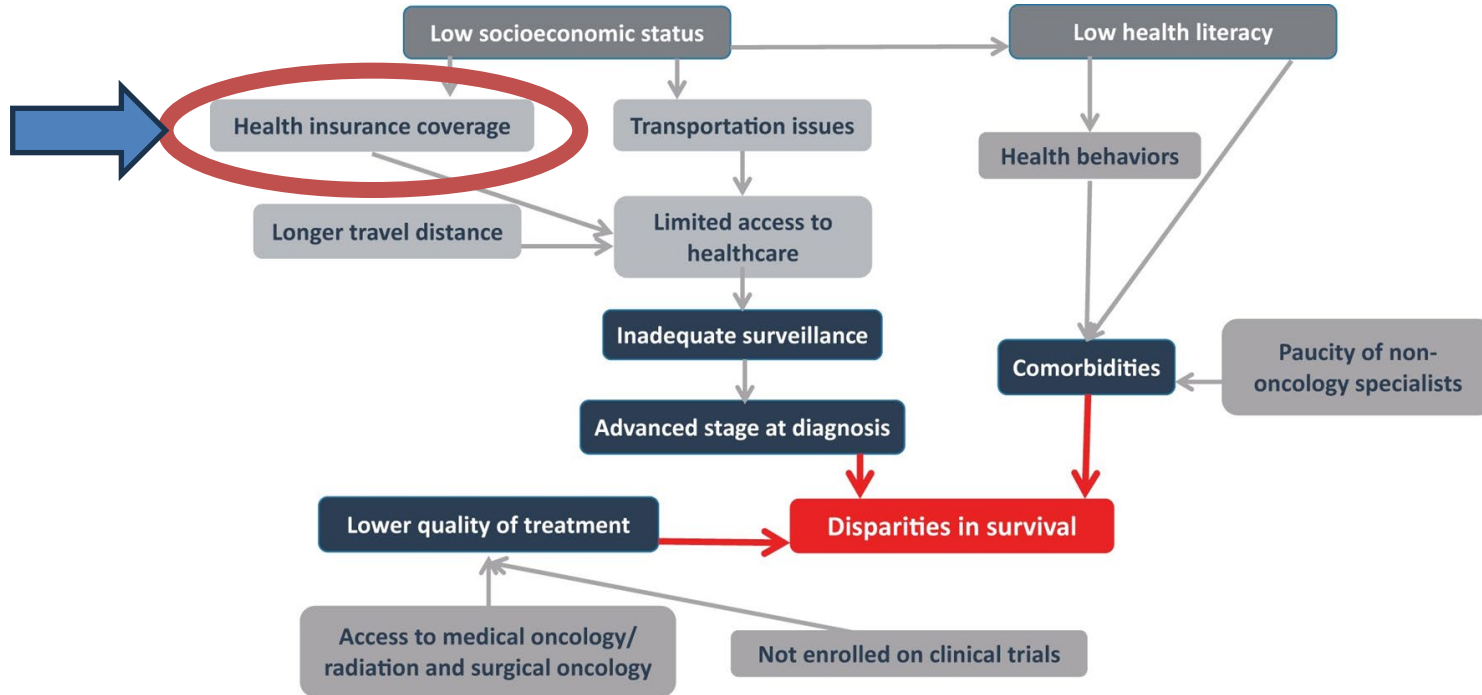 Low socioeconomic status
Low health literacy
Health insurance coverage
Transportation issues
Health behaviors
Longer travel distance
Limited access to
healthcare
Inadequate surveillance
Comorbidities
Paucity of non-
oncology specialists
Advanced stage at diagnosis
Lower quality of treatment
Disparities in survival
Access to medical oncology/
radiation and surgical oncology
Not enrolled on clinical trials